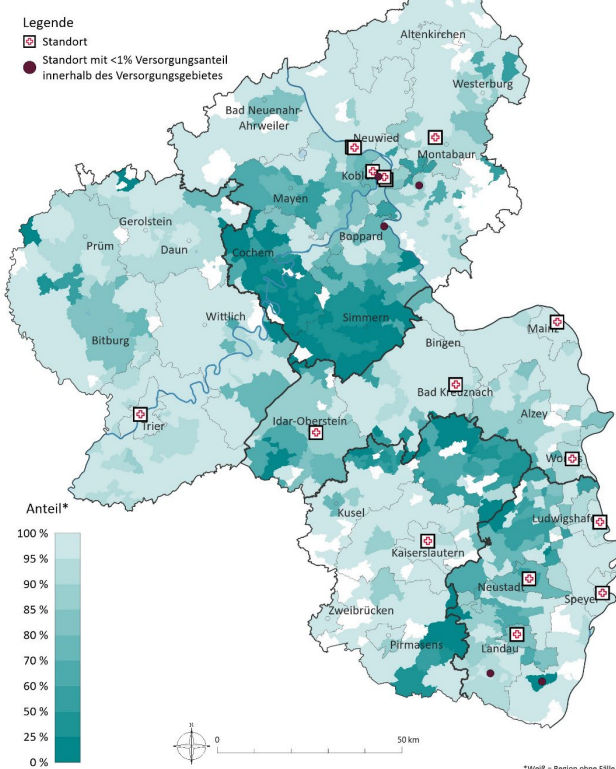 Legende
Standort
Standort mit <1% Versorgungsanteil
innerhalb des Versorgungsgebietes
Altenkirchen
Westerburg
Bad Neuenahr-
Ahrweiler
Neuwied
Montabaur
Kobl
Mayen
Gerolstein
Boppard
Prüm
Daun
Cochem
Wittlich
Simmern
Mainz
Bitburg
Bingen
Bad Kreuznach
Trier
Alzey
Idar-Oberstein
Worms
Anteil*
Kusel
Ludwigshafe
100 %
95 %
90 %
85 %
80 %
70 %
60 %
50 %
25 %
0 %
Kaiserslautern
Neustadt
Speyer
Zweibrücken
Pirmasens
Landau
N
0
50 km
*Weiß = Region ohne Fälle